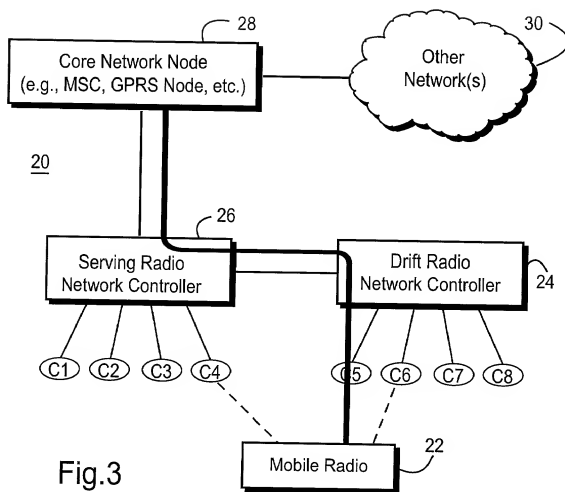 28
Core Network Node
(e.g., MSC, GPRS Node, etc.)
30
Other
Network(s)
20
26
Serving Radio
Network Controller
Drift Radio
Network Controller
24
C1 C2 C3 C4 C5 C6 C7 C8
Mobile Radio
22
Fig.3